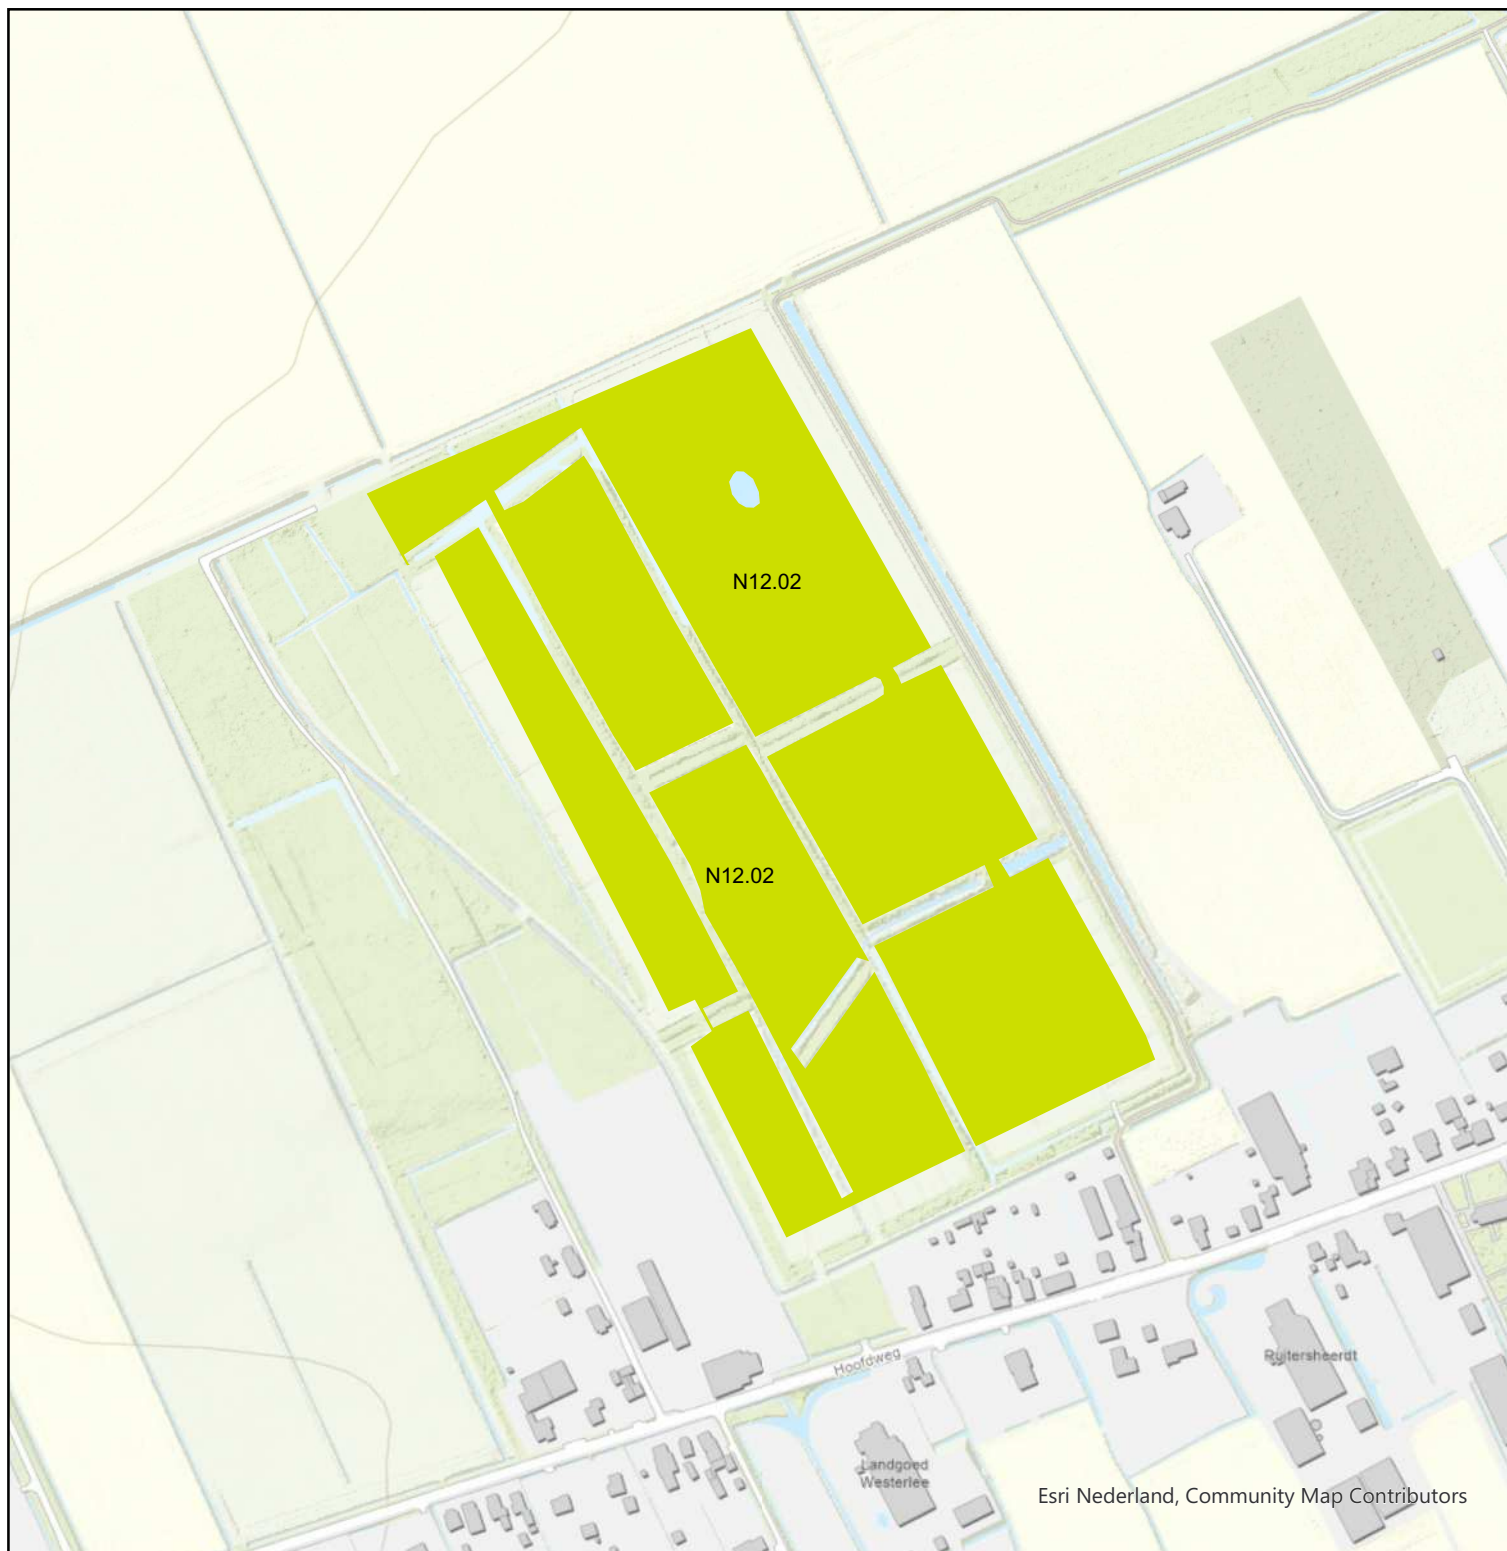 N12.02
N12.02
Hoofdweg
Ruitersheerdt
Landgoed
Westerlee
Esri Nederland, Community Map Contributors